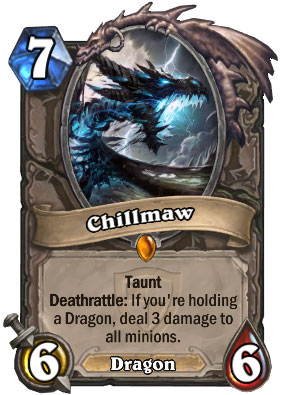 7
Chillmaw
Taunt
Deathrattle: If you're holding
a Dragon, deal 3 damage to
all minions.
6
Dragon
6